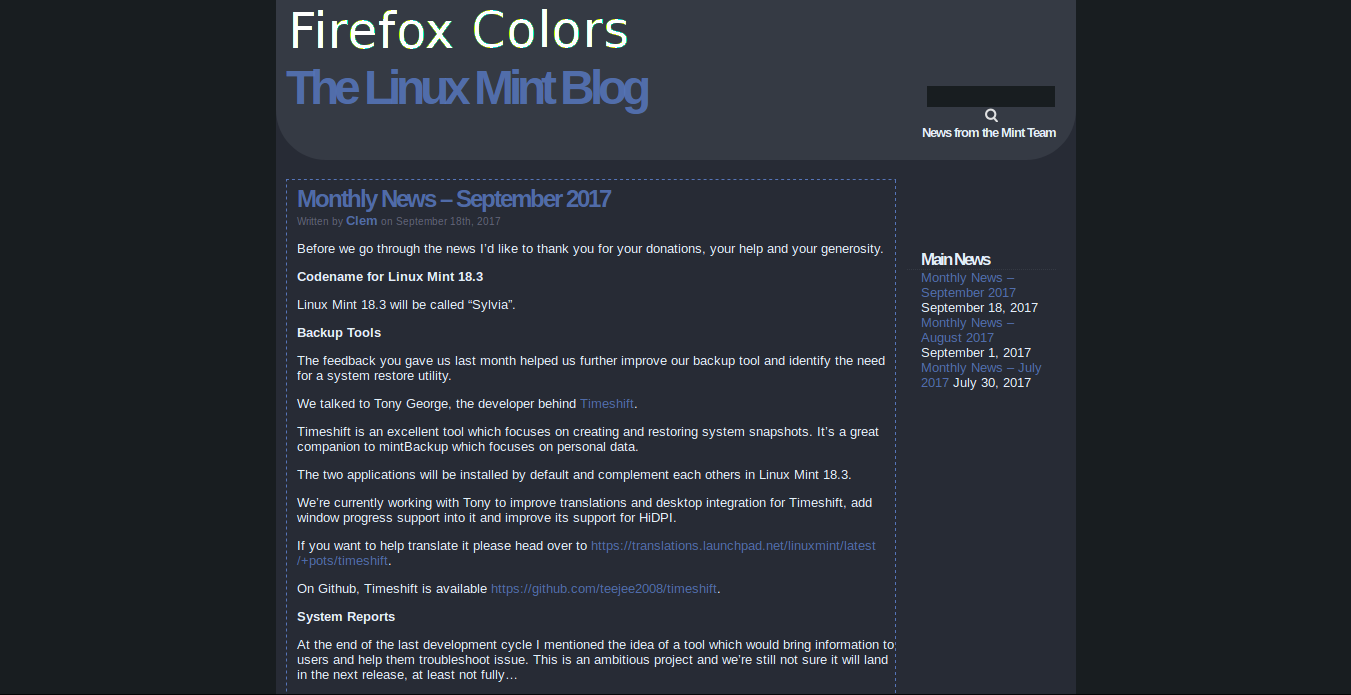 Firefox Colors
The Linux Mint Blog
News from the Mint Team
Monthly News – September 2017
Written by Clem on September 18th, 2017
Before we go through the news I’d like to thank you for your donations, your help and your generosity.
Codename for Linux Mint 18.3
Linux Mint 18.3 will be called “Sylvia”.
Backup Tools
The feedback you gave us last month helped us further improve our backup tool and identify the need
for a system restore utility.
We talked to Tony George, the developer behind Timeshift.
Timeshift is an excellent tool which focuses on creating and restoring system snapshots. It’s a great
companion to mintBackup which focuses on personal data.
The two applications will be installed by default and complement each others in Linux Mint 18.3.
We’re currently working with Tony to improve translations and desktop integration for Timeshift, add
window progress support into it and improve its support for HiDPI.
If you want to help translate it please head over to https://translations.launchpad.net/linuxmint/latest
/+pots/timeshift.
On Github, Timeshift is available https://github.com/teejee2008/timeshift.
System Reports
At the end of the last development cycle I mentioned the idea of a tool which would bring information to
users and help them troubleshoot issue. This is an ambitious project and we’re still not sure it will land
in the next release, at least not fully…
Main News
Monthly News –
September 2017
September 18, 2017
Monthly News –
August 2017
September 1, 2017
Monthly News – July
2017 July 30, 2017